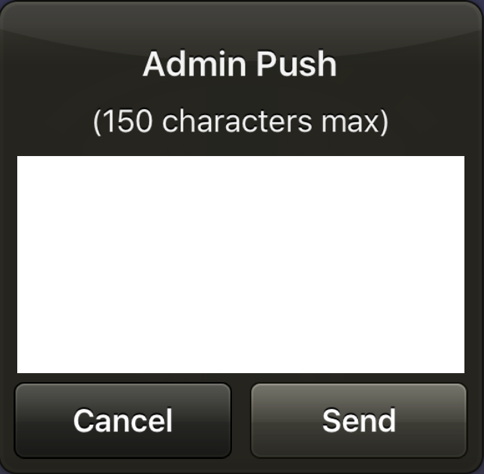 Admin Push
(150 characters max)
Cancel
Send